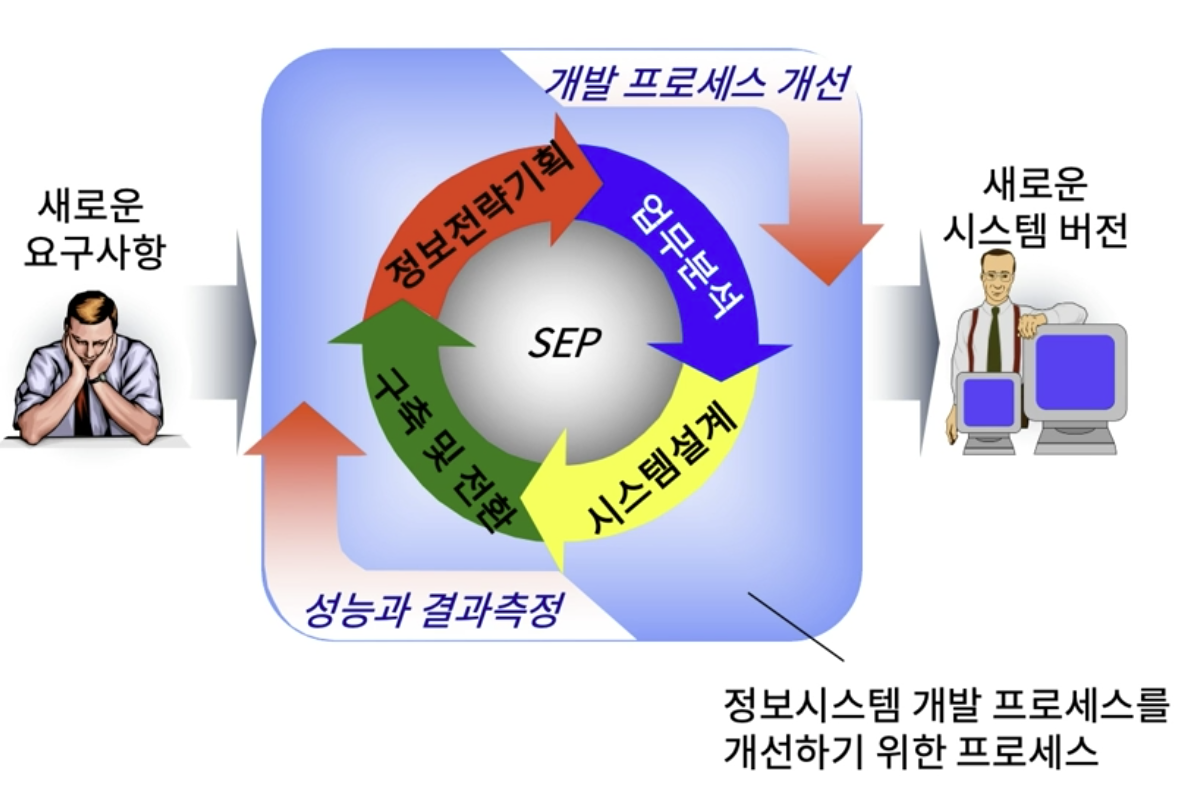 개발 프로세스 개선
새로운
요구사항
새로운
시스템 버전
정보전략기획
업무분석
SEP
구축 및 전환
시스템설계
성능과 결과측정
정보시스템 개발 프로세스를
개선하기 위한 프로세스